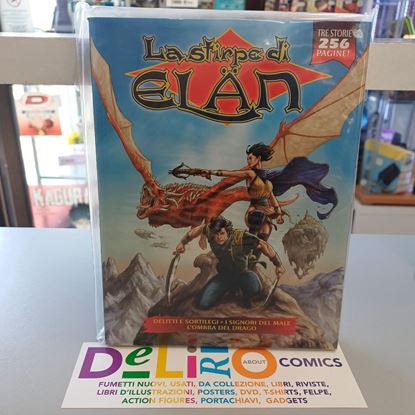 La stirpe di
ELÄN
TRE STORIE
256
PAGINE!
DELITTI E SORTILEGI • I SIGNORI DEL MALE
L'OMBRA DEL DRAGO
DELIRIO
ABOUT
COMICS
FUMETTI NUOVI, USATI, DA COLLEZIONE, LIBRI, RIVISTE,
LIBRI D'ILLUSTRAZIONI, POSTERS, DVD, T-SHIRTS, FELPE,
ACTION FIGURES, PORTACHIAVI, GADGETS